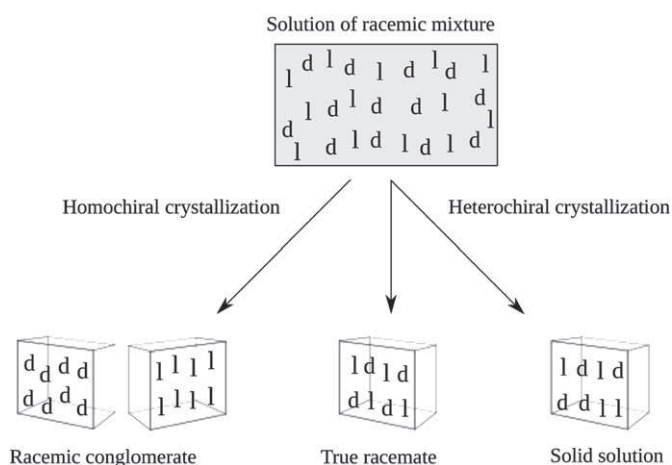 Solution of racemic mixture
l d l d l d l d l
l d l d d l d l
d l d l d l d l d
Homochiral crystallization
Heterochiral crystallization
d d d d
d d d d
l l l l
l l l l
l d l d
d l d l
l d l d
d d l l
Racemic conglomerate
True racemate
Solid solution